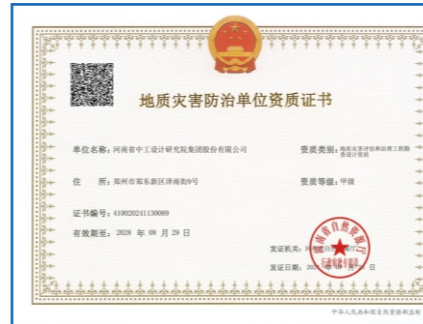 地质灾害防治单位资质证书
单位名称：河南省中工设计研究院集团股份有限公司
资质类别：地质灾害评估和治理工程勘查设计资质
住 所：郑州市郑东新区泽雨街9号
资质等级：甲级
证书编号：410020241130069
有效期至：2028 年 08 月 29 日
发证机关：
发证日期：
中华人民共和国自然资源部监制